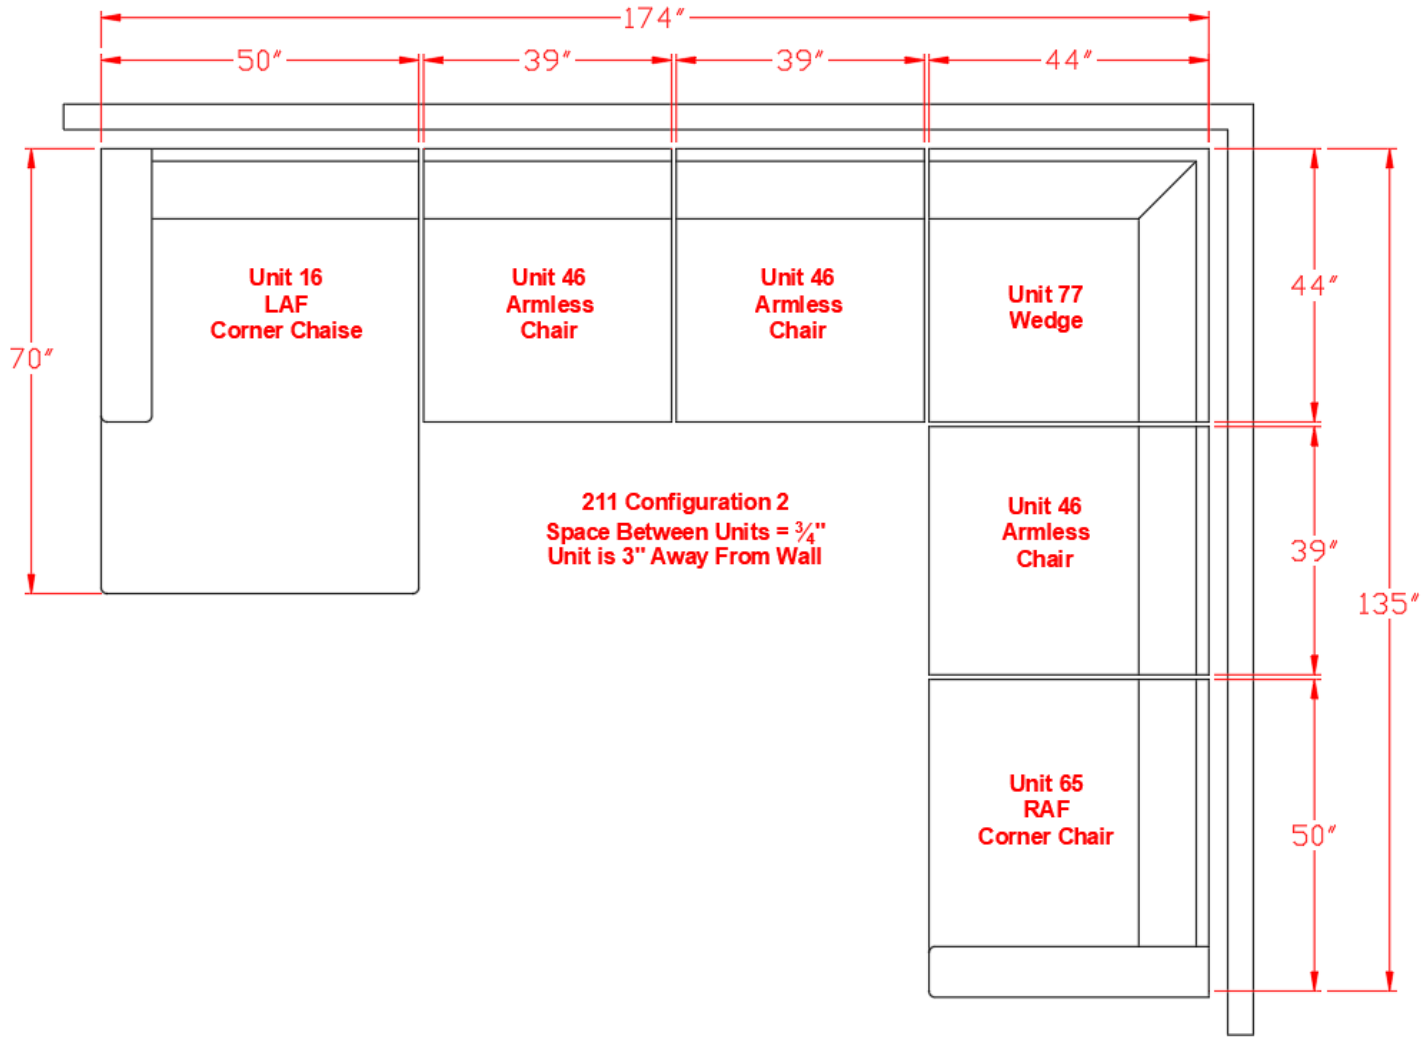 174"
50"
39"
39"
44"
Unit 16
LAF
Corner Chaise
Unit 46
Armless
Chair
Unit 46
Armless
Chair
Unit 77
Wedge
44"
70"
211 Configuration 2
Space Between Units = ¾"
Unit is 3" Away From Wall
Unit 46
Armless
Chair
39"
135"
Unit 65
RAF
Corner Chair
50"